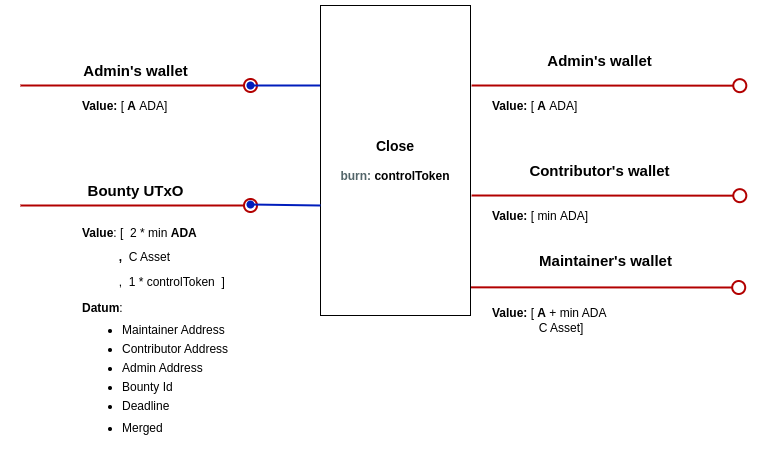 Admin's wallet
Value: [ A ADA]
Bounty UTxO
Value: [ 2 * min ADA
, C Asset
, 1 * controlToken ]
Datum:
• Maintainer Address
• Contributor Address
• Admin Address
• Bounty Id
• Deadline
• Merged
Close
burn: controlToken
Admin's wallet
Value: [ A ADA]
Contributor's wallet
Value: [ min ADA]
Maintainer's wallet
Value: [ A + min ADA
C Asset]